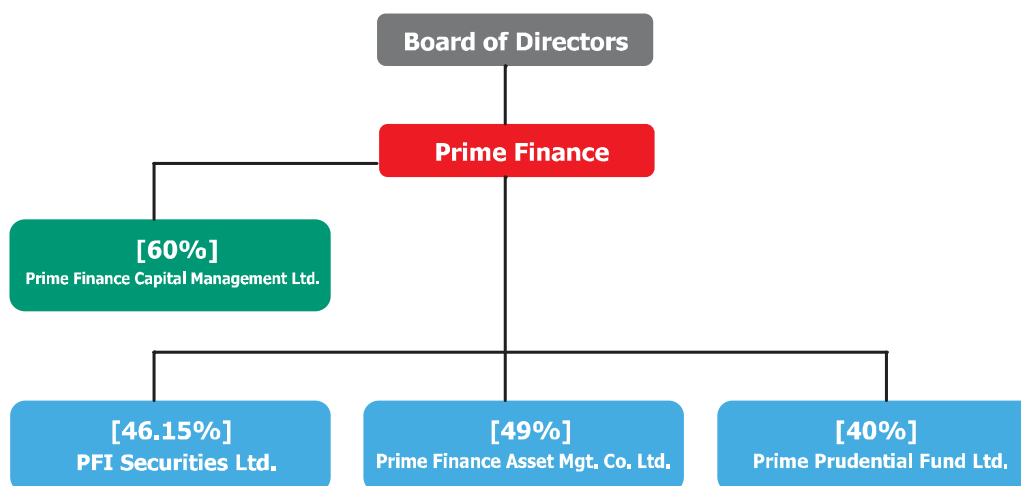 Board of Directors
Prime Finance
[60%]
Prime Finance Capital Management Ltd.
[46.15%]
PFI Securities Ltd.
[49%]
Prime Finance Asset Mgt. Co. Ltd.
[40%]
Prime Prudential Fund Ltd.